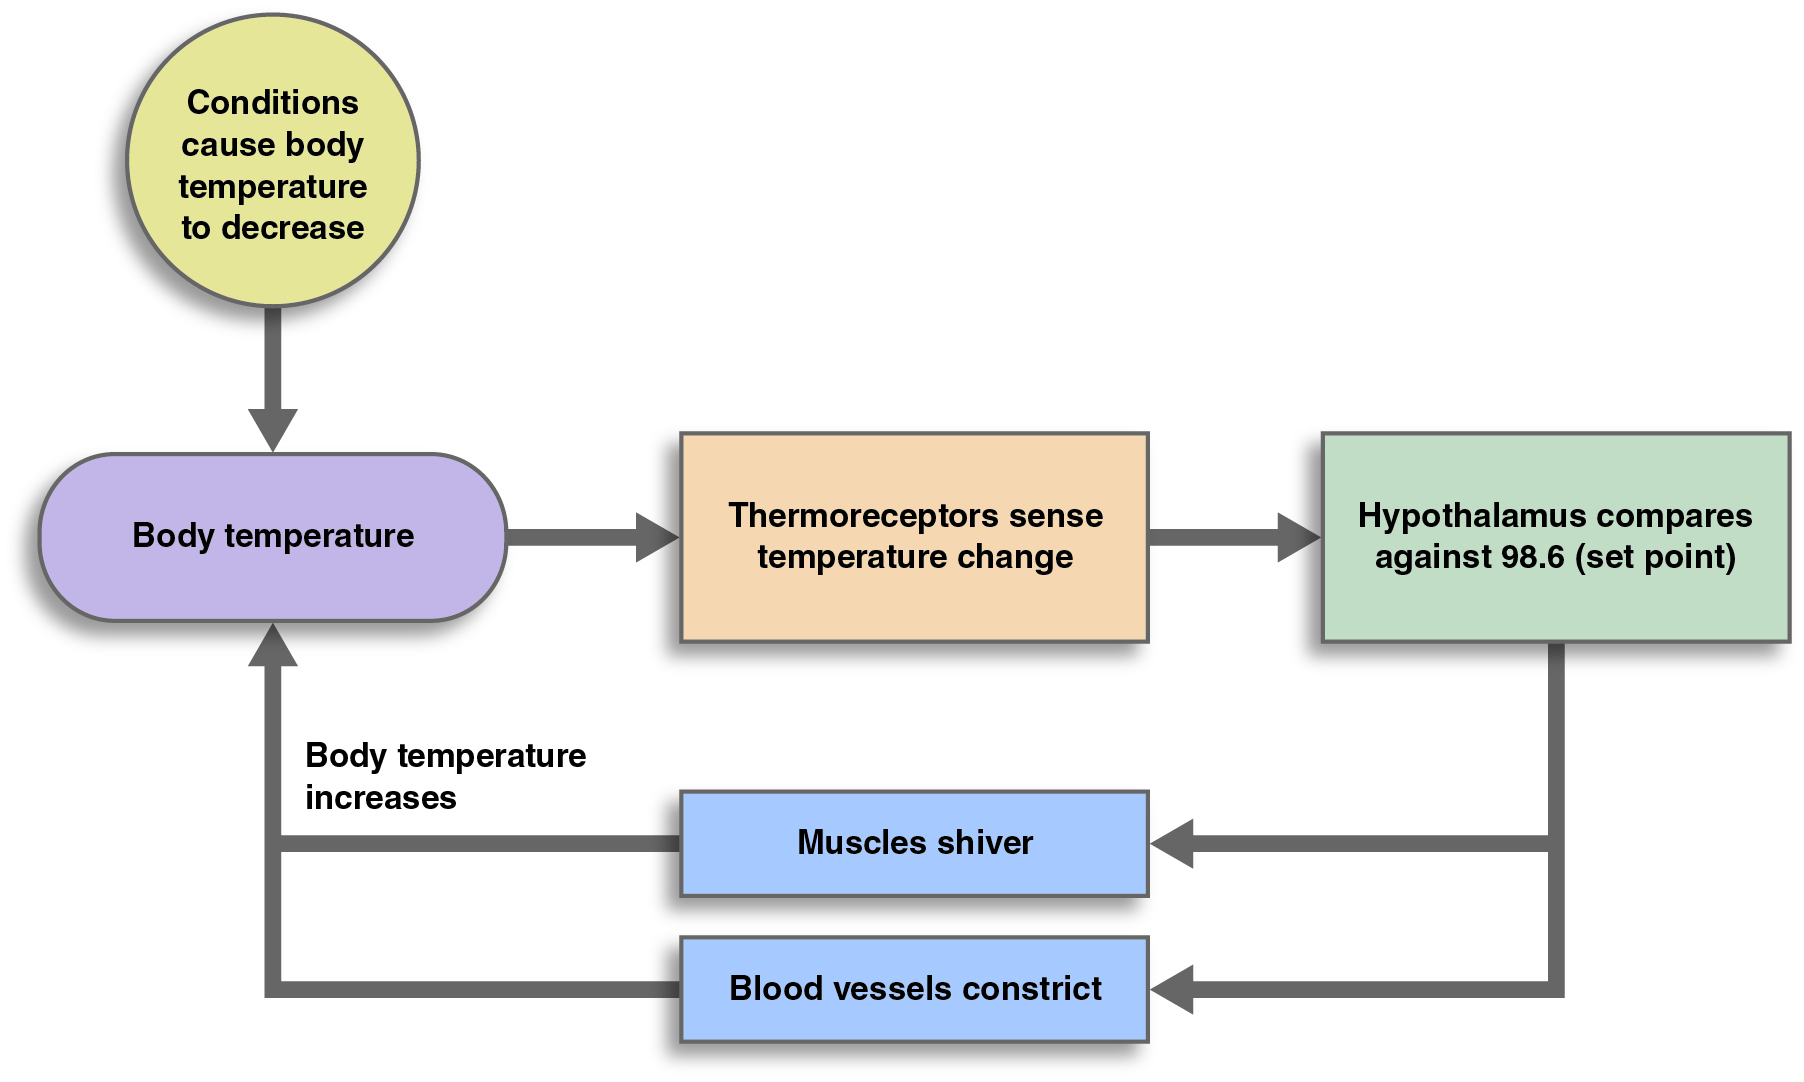 Conditions
cause body
temperature
to decrease
Body temperature
Thermoreceptors sense
temperature change
Hypothalamus compares
against 98.6 (set point)
Body temperature
increases
Muscles shiver
Blood vessels constrict